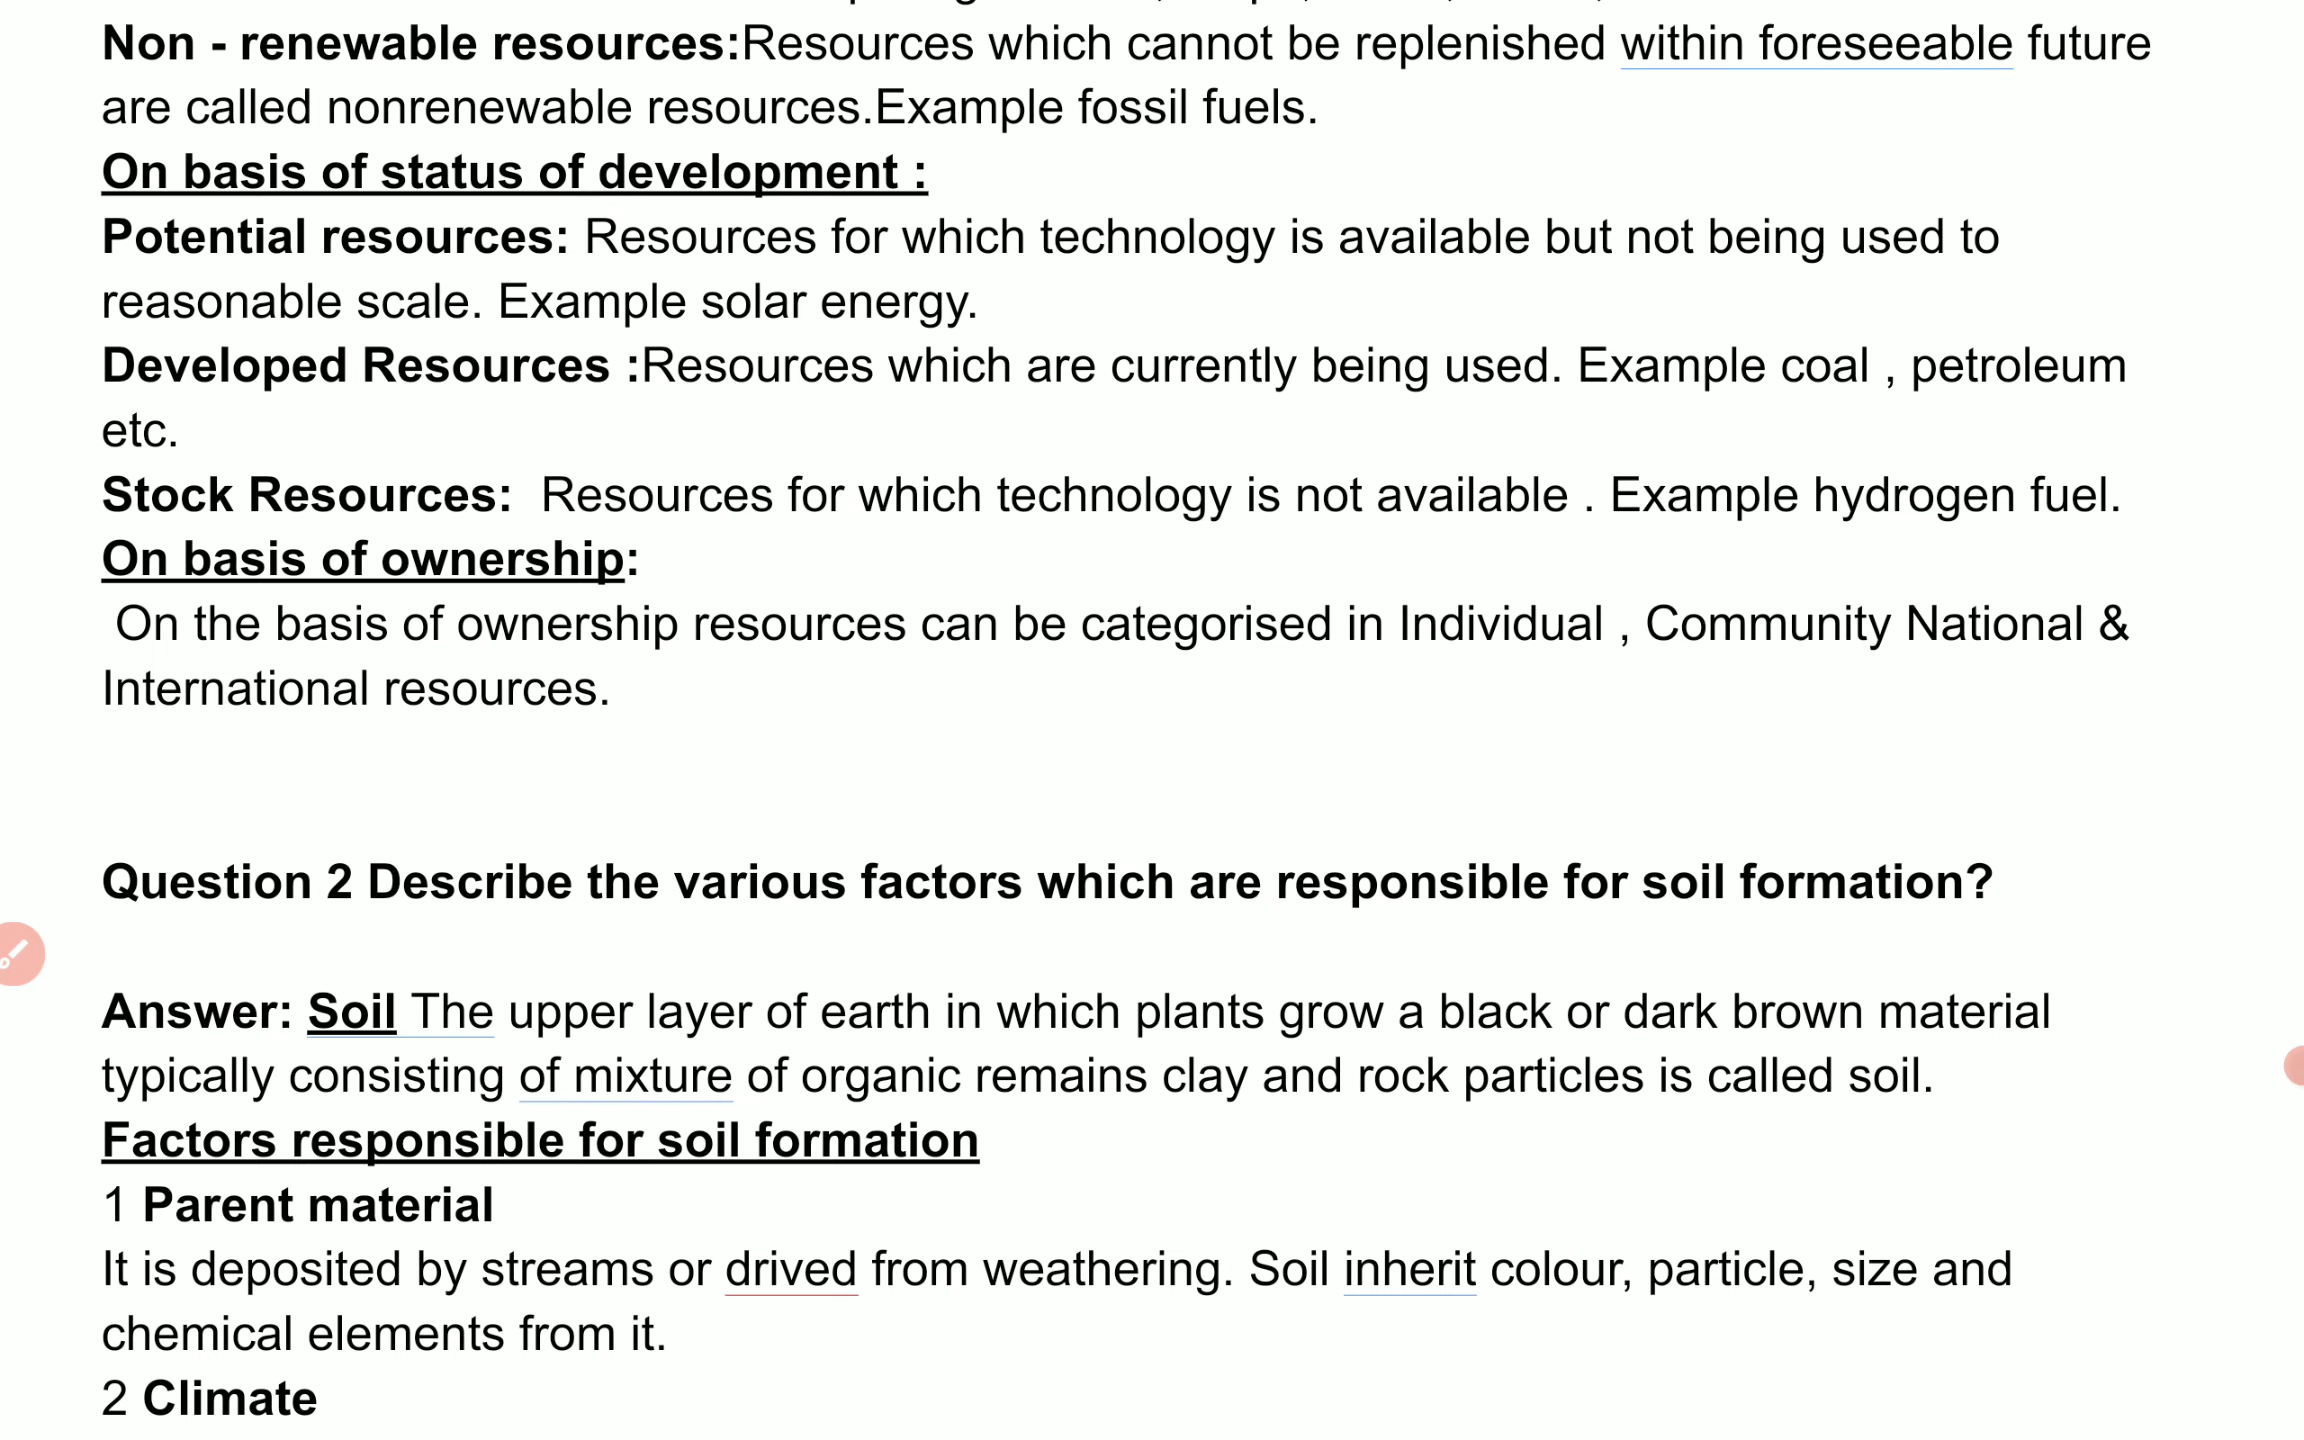 Non - renewable resources:Resources which cannot be replenished within foreseeable future
are called nonrenewable resources.Example fossil fuels.
On basis of status of development :
Potential resources: Resources for which technology is available but not being used to
reasonable scale. Example solar energy.
Developed Resources :Resources which are currently being used. Example coal , petroleum
etc.
Stock Resources:  Resources for which technology is not available . Example hydrogen fuel.
On basis of ownership:
On the basis of ownership resources can be categorised in Individual , Community National &
International resources.
Question 2 Describe the various factors which are responsible for soil formation?
Answer: Soil The upper layer of earth in which plants grow a black or dark brown material
typically consisting of mixture of organic remains clay and rock particles is called soil.
Factors responsible for soil formation
1 Parent material
It is deposited by streams or drived from weathering. Soil inherit colour, particle, size and
chemical elements from it.
2 Climate